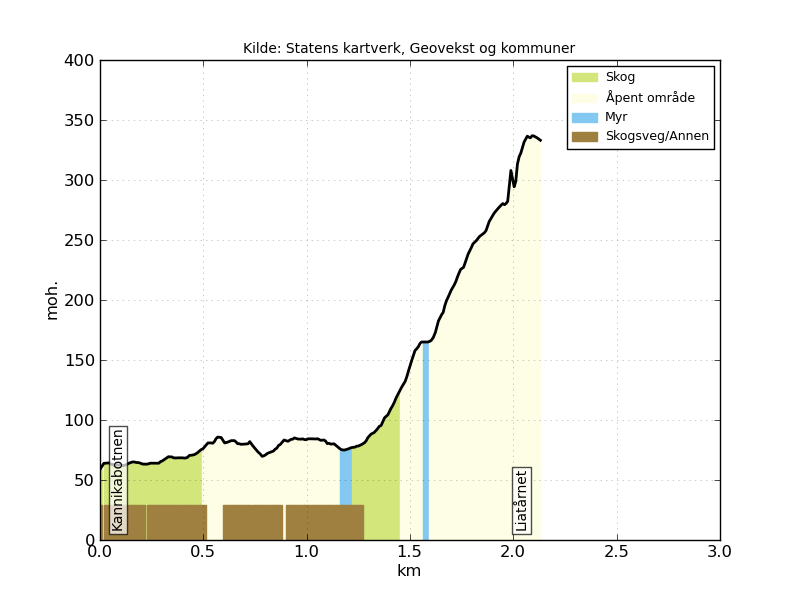 Kilde: Statens kartverk, Geovekst og kommuner
Skog
Åpent område
Myr
Skogsveg/Annen
400
350
300
250
200
150
100
50
0
moh.
Kannikabotnen
Liatårnet
0.0 0.5 1.0 1.5 2.0 2.5 3.0
km